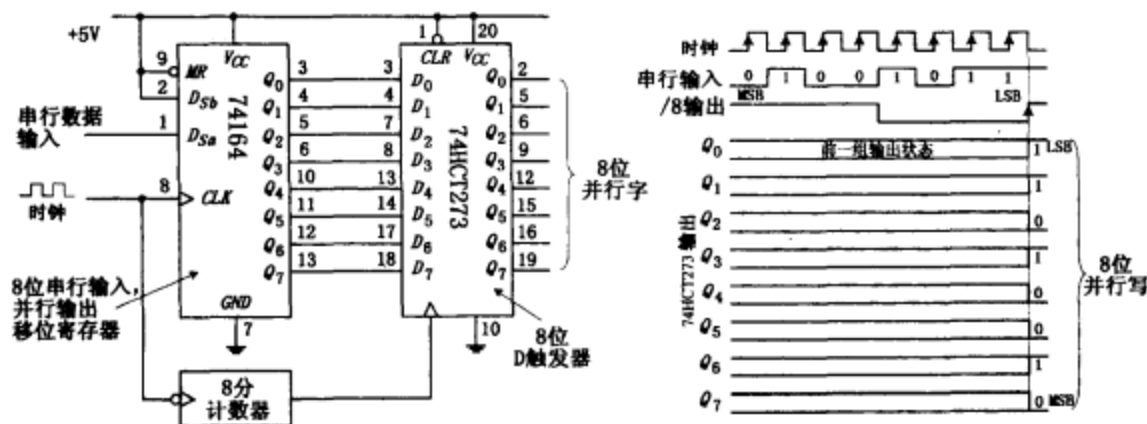 +5V
9
MR
VCC
2
DSb
串行数据
输入
1
DSa
74164
Q0 3
Q1 4
Q2 5
Q3 6
Q4 10
Q5 11
Q6 12
Q7 13
时钟
8
CLK
GND
7
8位串行输入，
并行输出
移位寄存器
8分
计数器
1
20
CLR
VCC
74HCT273
3 D0 Q0 2
4 D1 Q1 5
7 D2 Q2 6
8 D3 Q3 9
13 D4 Q4 12
14 D5 Q5 15
17 D6 Q6 16
18 D7 Q7 19
10
8位
并行字
8位
D触发器
时钟
串行输入 0 1 0 0 1 0 1 1
MSB LSB
/8输出
Q0 前一组输出状态 1 LSB
Q1 1
Q2 0
Q3 1
Q4 0
Q5 0
Q6 1
Q7 0 MSB
74HCT273输出
8位
并行写